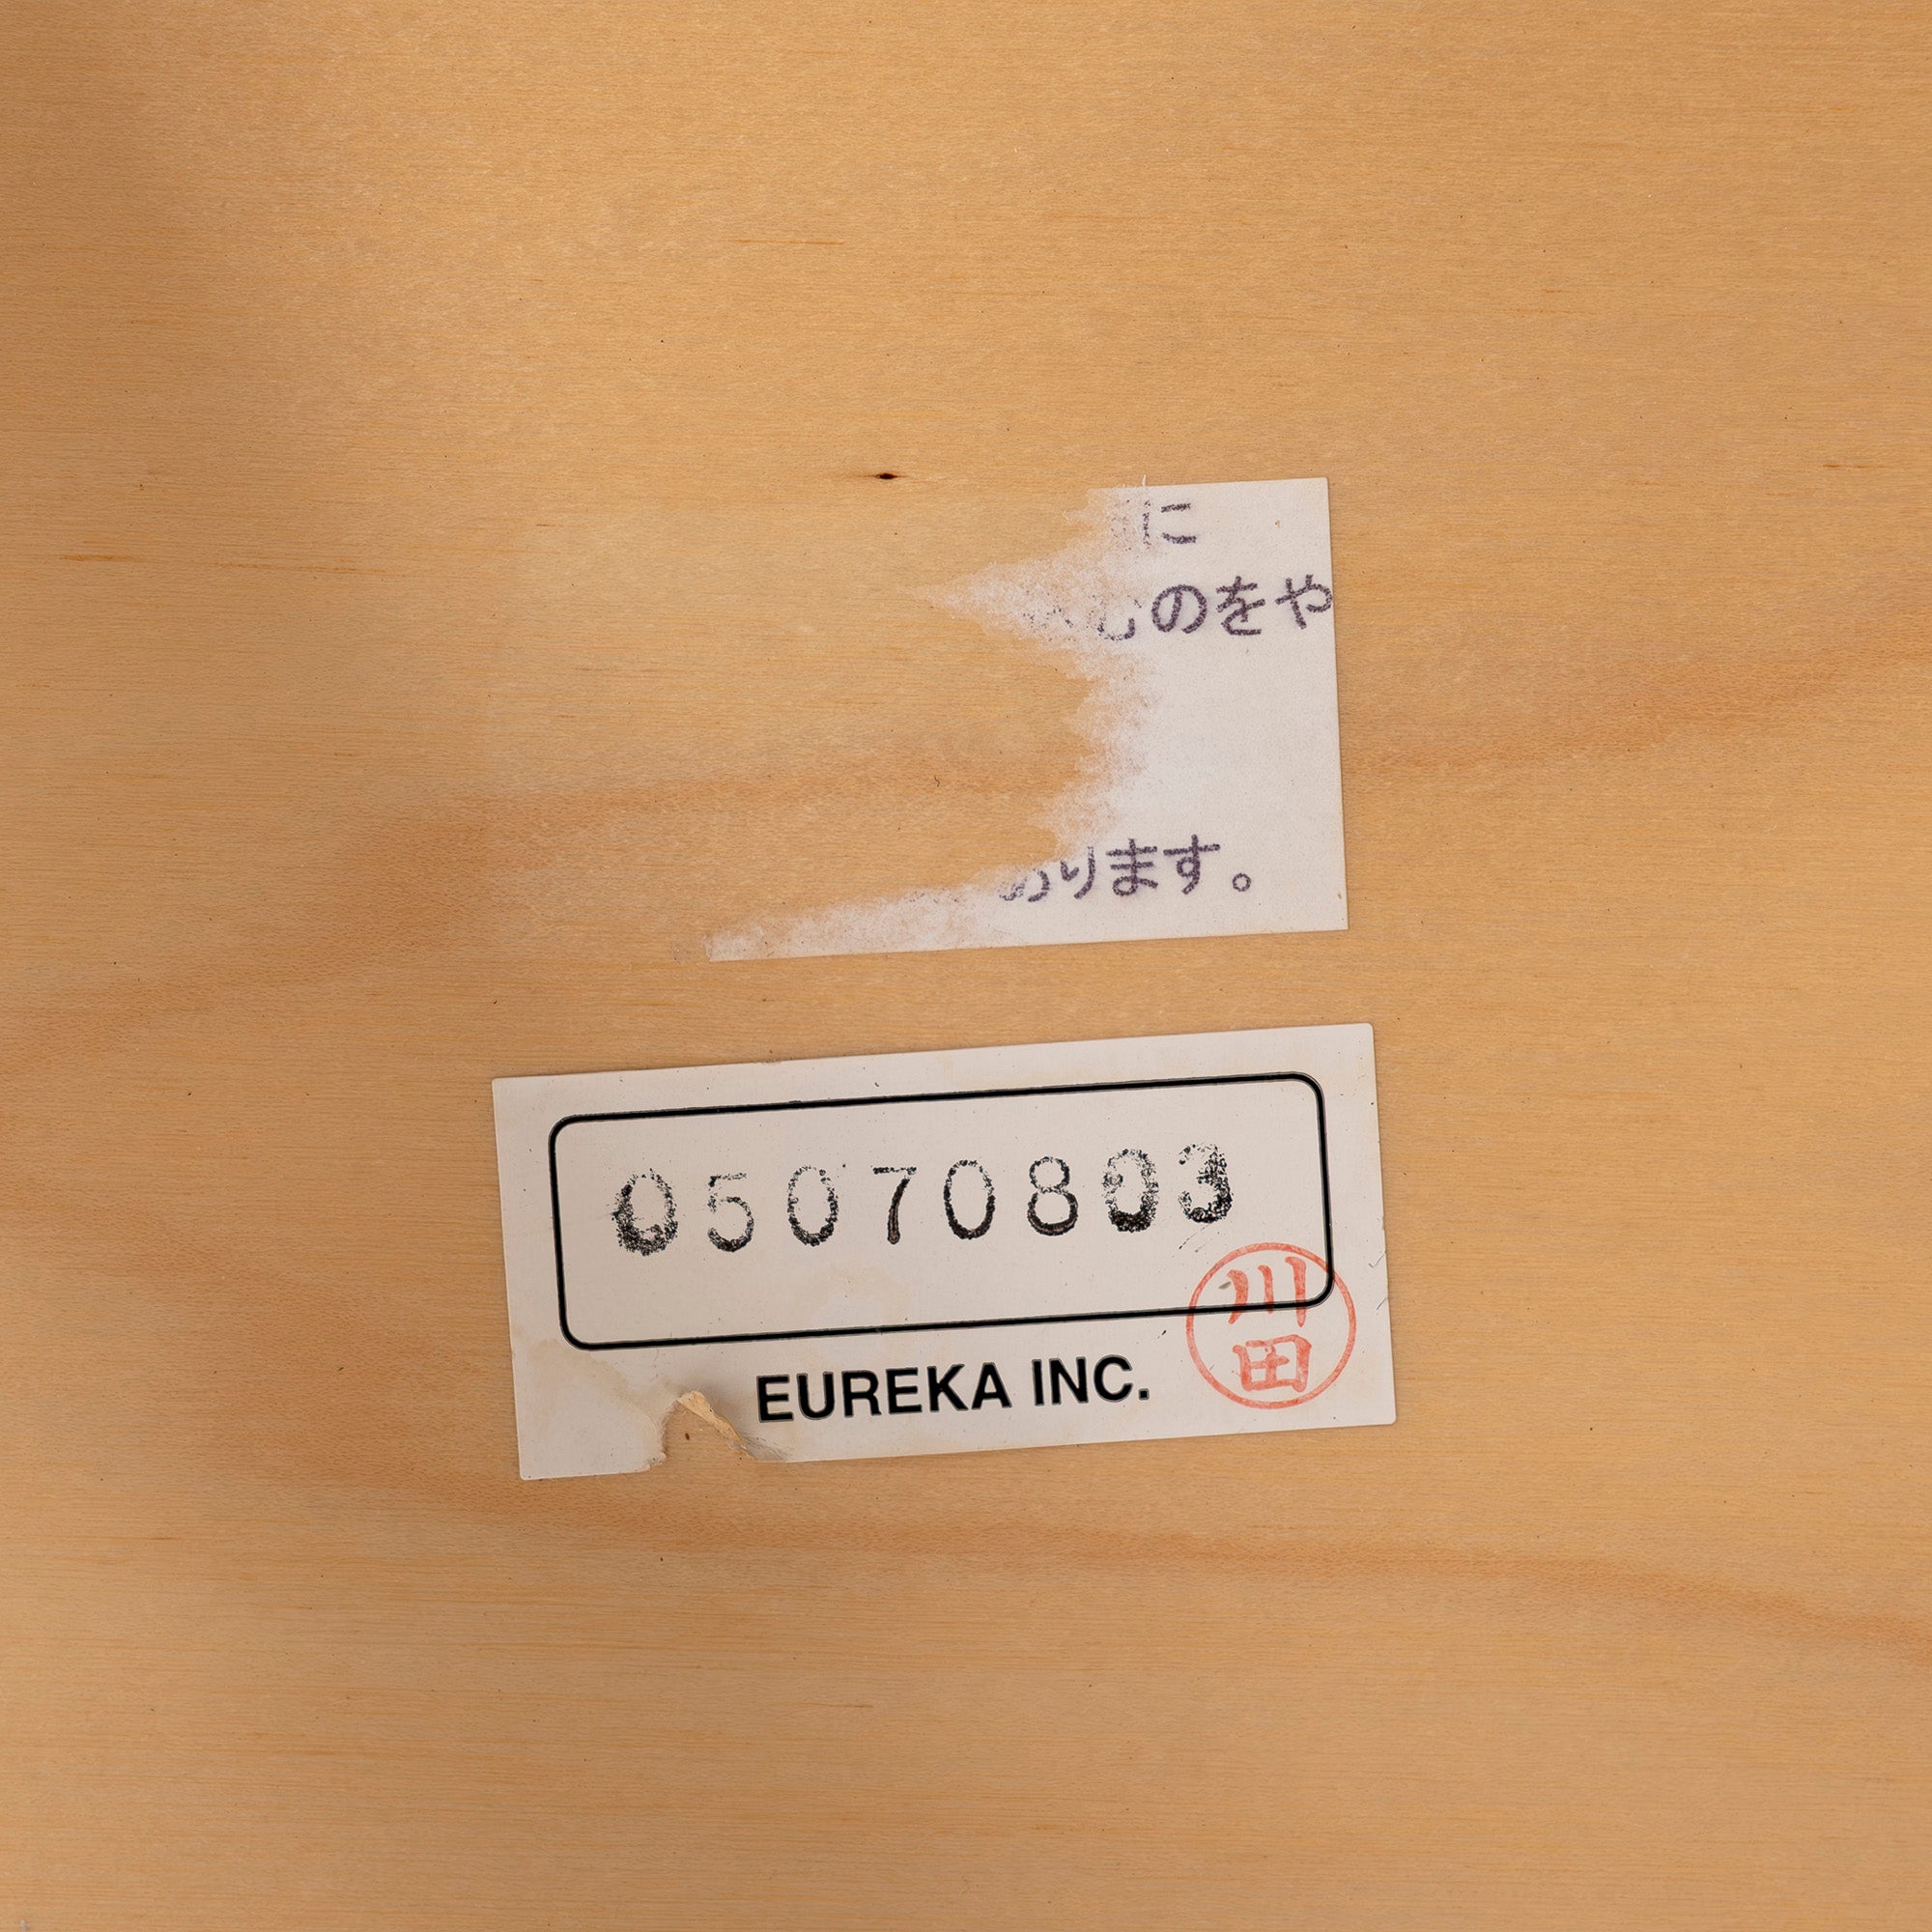 に
のをや
ります。
05070803
EUREKA INC.
川田